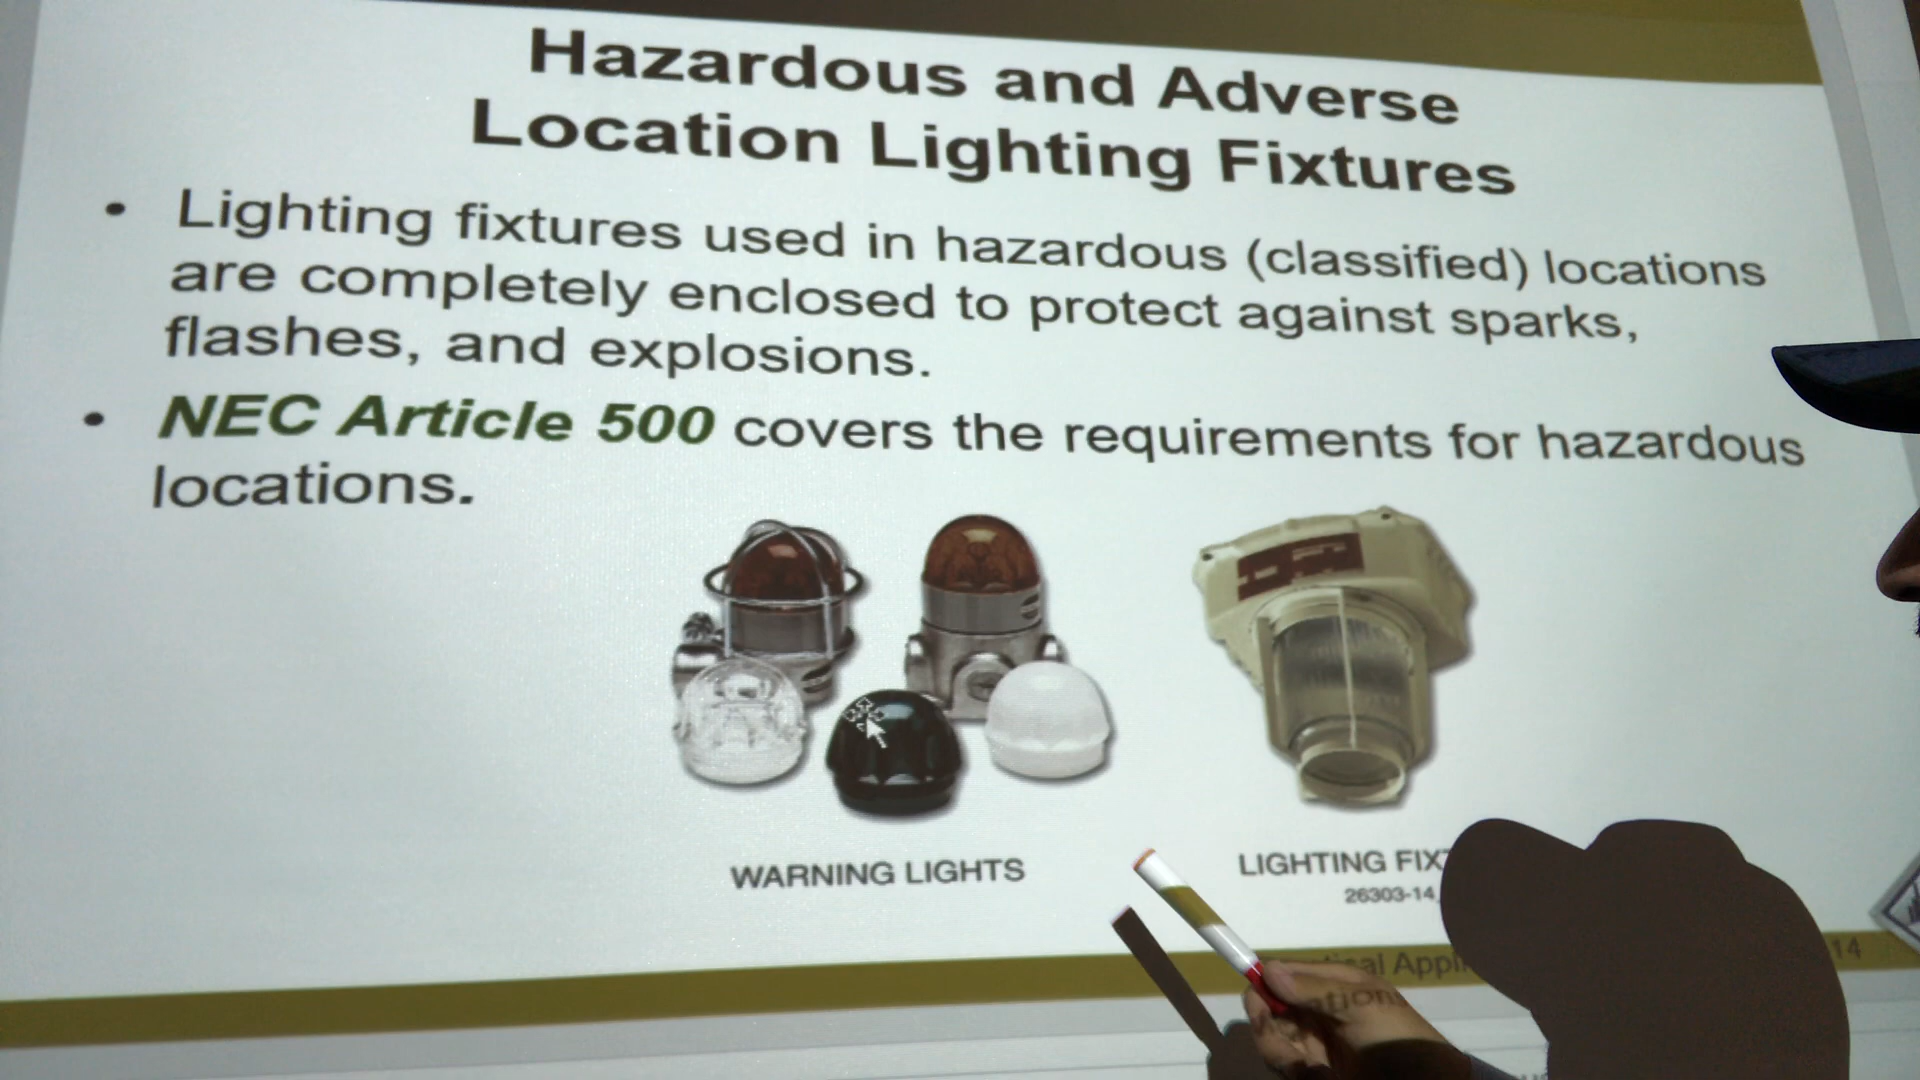 Hazardous and Adverse
Location Lighting Fixtures
• Lighting fixtures used in hazardous (classified) locations
are completely enclosed to protect against sparks,
flashes, and explosions.
• NEC Article 500 covers the requirements for hazardous
locations.
WARNING LIGHTS
LIGHTING
26303-14
14